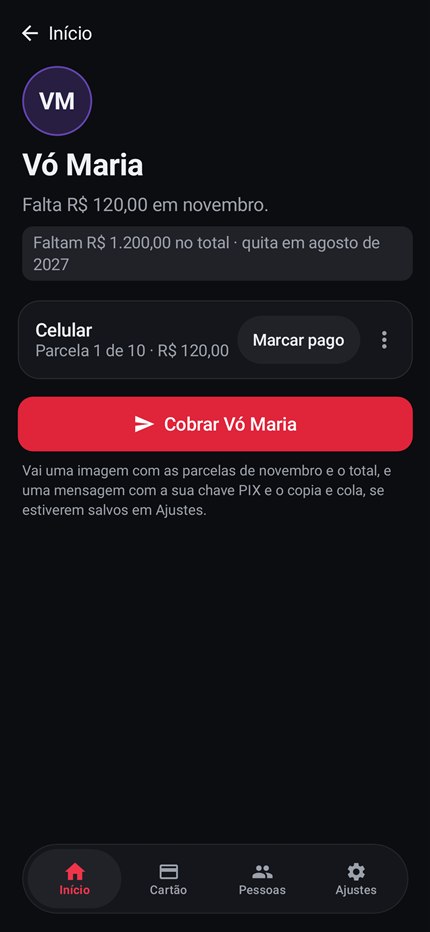 Início
VM
Vó Maria
Falta R$ 120,00 em novembro.
Faltam R$ 1.200,00 no total · quita em agosto de
2027
Celular
Parcela 1 de 10 · R$ 120,00
Marcar pago
Cobrar Vó Maria
Vai uma imagem com as parcelas de novembro e o total, e
uma mensagem com a sua chave PIX e o copia e cola, se
estiverem salvos em Ajustes.
Início
Cartão
Pessoas
Ajustes